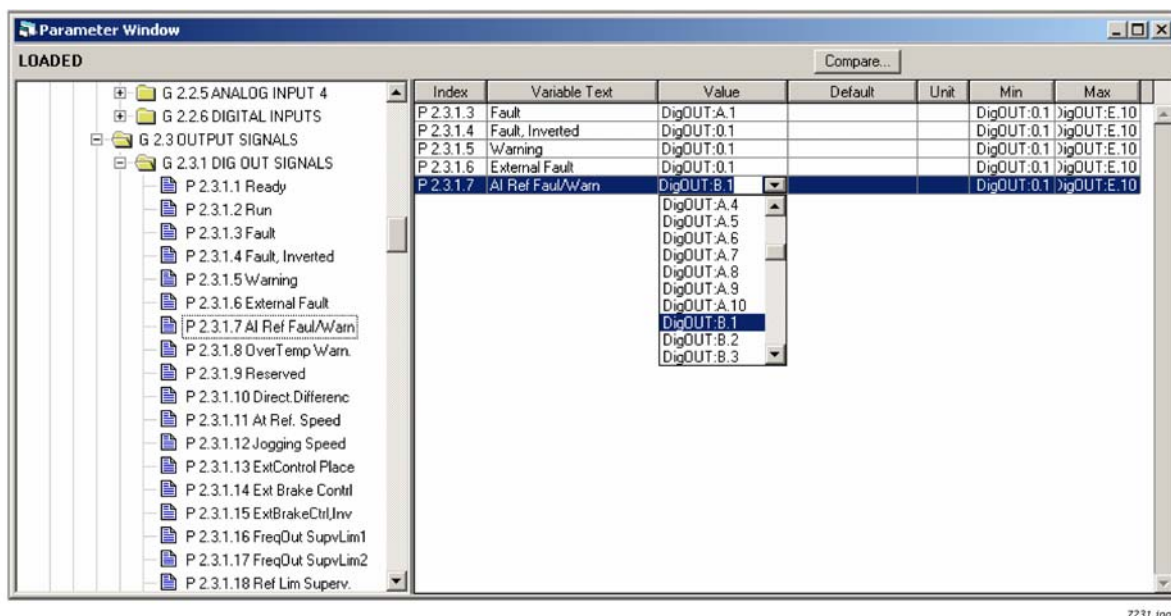 Parameter Window
LOADED
Compare...
G 2.2.5 ANALOG INPUT 4
G 2.2.6 DIGITAL INPUTS
G 2.3 OUTPUT SIGNALS
G 2.3.1 DIG OUT SIGNALS
P 2.3.1.1 Ready
P 2.3.1.2 Run
P 2.3.1.3 Fault
P 2.3.1.4 Fault, Inverted
P 2.3.1.5 Warning
P 2.3.1.6 External Fault
P 2.3.1.7 AI Ref Faul/Warn
P 2.3.1.8 OverTemp Warn.
P 2.3.1.9 Reserved
P 2.3.1.10 Direct.Differenc
P 2.3.1.11 At Ref. Speed
P 2.3.1.12 Jogging Speed
P 2.3.1.13 ExtControl Place
P 2.3.1.14 Ext Brake Contrl
P 2.3.1.15 ExtBrakeCtrl,Inv
P 2.3.1.16 FreqOut SupvLim1
P 2.3.1.17 FreqOut SupvLim2
P 2.3.1.18 Ref Lim Superv.
Index Variable Text Value Default Unit Min Max
P 2.3.1.3 Fault DigOUT:A.1 DigOUT:0.1 DigOUT:E.10
P 2.3.1.4 Fault, Inverted DigOUT:0.1 DigOUT:0.1 DigOUT:E.10
P 2.3.1.5 Warning DigOUT:0.1 DigOUT:0.1 DigOUT:E.10
P 2.3.1.6 External Fault DigOUT:0.1 DigOUT:0.1 DigOUT:E.10
P 2.3.1.7 AI Ref Faul/Warn DigOUT:B.1 DigOUT:0.1 DigOUT:E.10
DigOUT:A.4
DigOUT:A.5
DigOUT:A.6
DigOUT:A.7
DigOUT:A.8
DigOUT:A.9
DigOUT:A.10
DigOUT:B.1
DigOUT:B.2
DigOUT:B.3